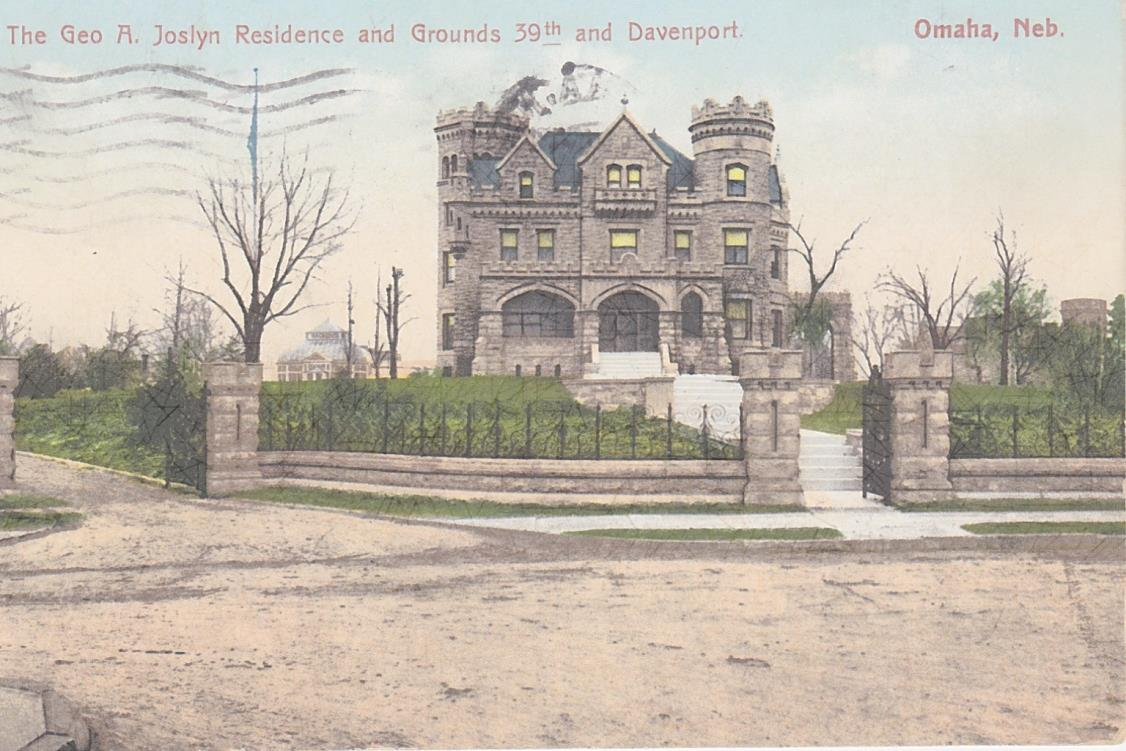 The Geo A. Joslyn Residence and Grounds 39th and Davenport. Omaha, Neb.